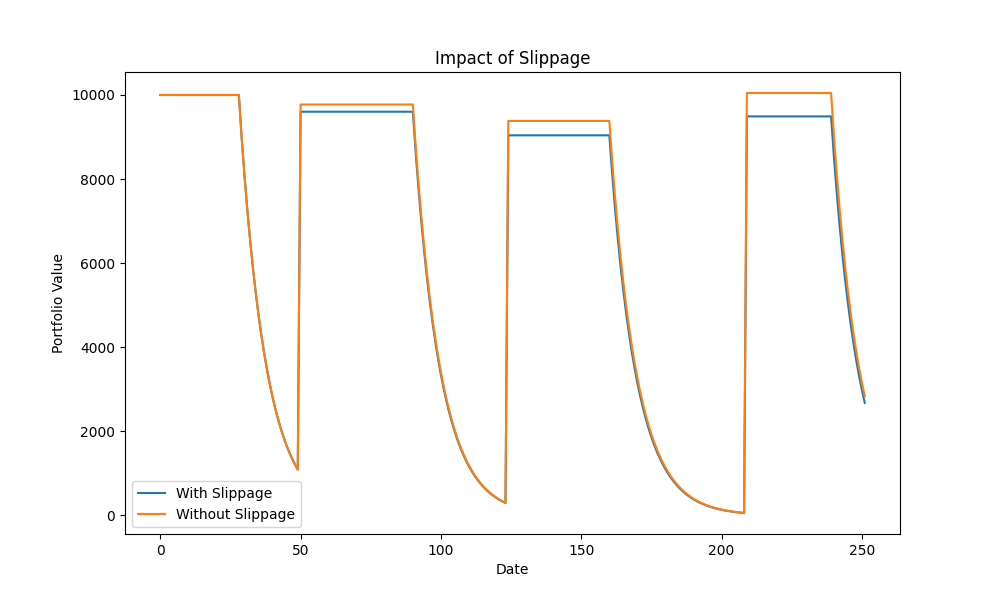 Impact of Slippage
Portfolio Value
10000
8000
6000
4000
2000
0
With Slippage
Without Slippage
0 50 100 150 200 250
Date